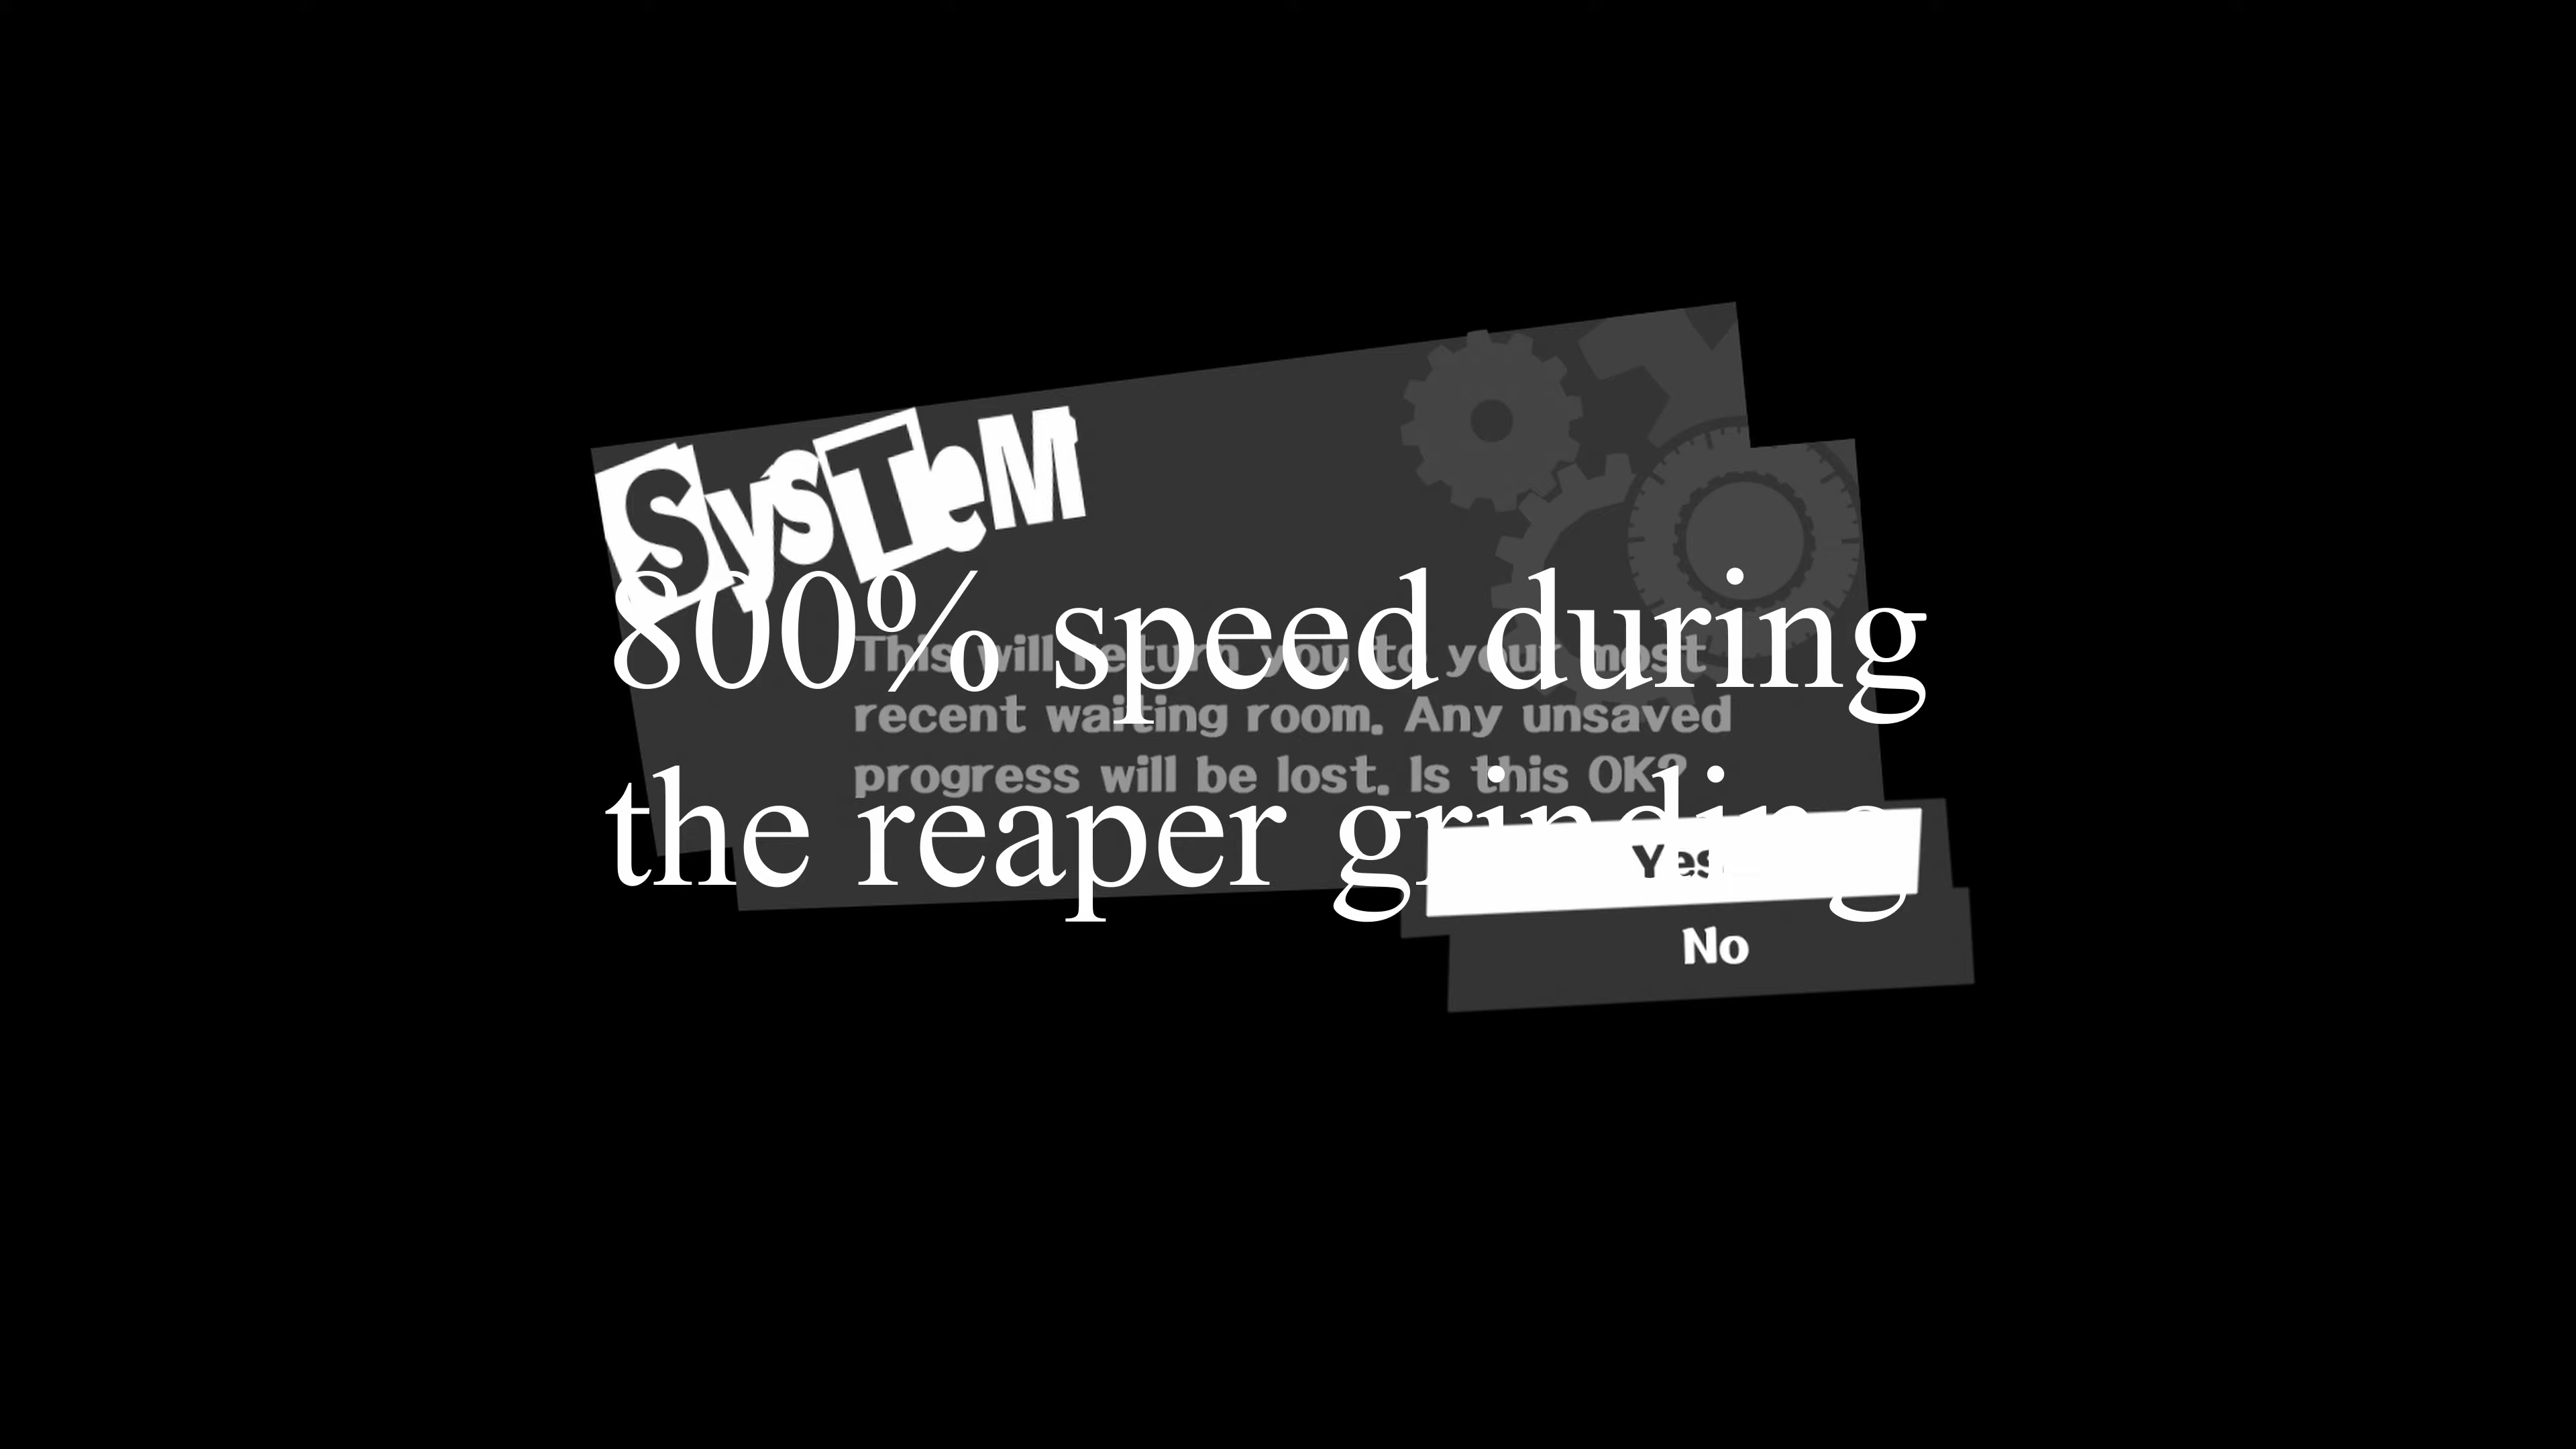 SysTeM
800% speed during
This will return you to your most
recent waiting room. Any unsaved
progress will be lost. Is this OK?
the reaper grinding
Yes
No